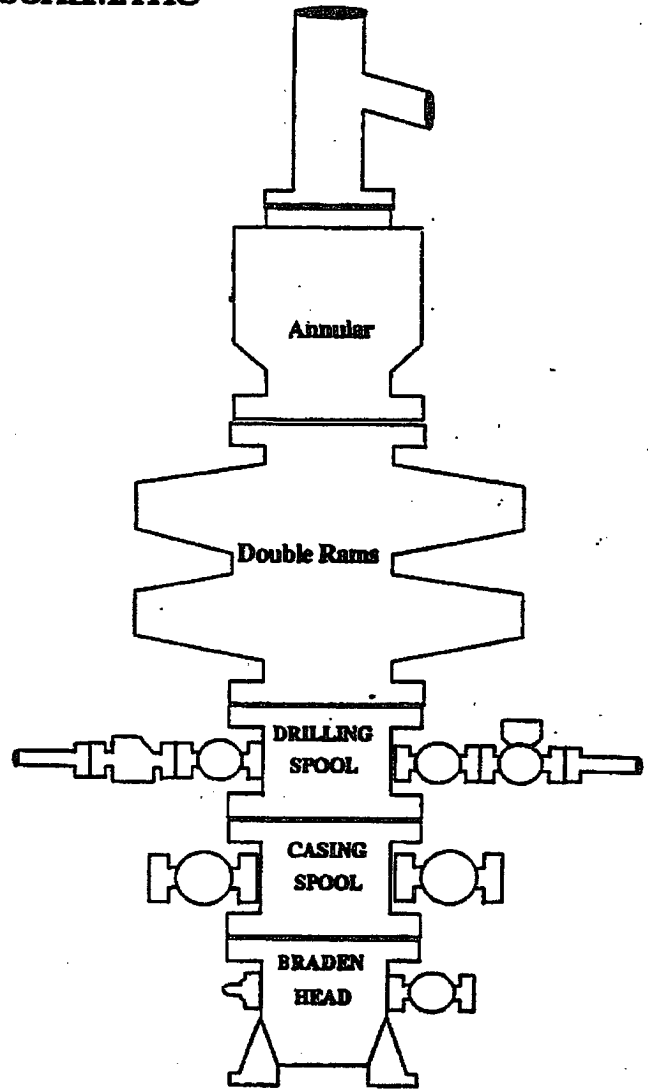 Annular
Double Rams
DRILLING
SPOOL
CASING
SPOOL
BRADEN
HEAD